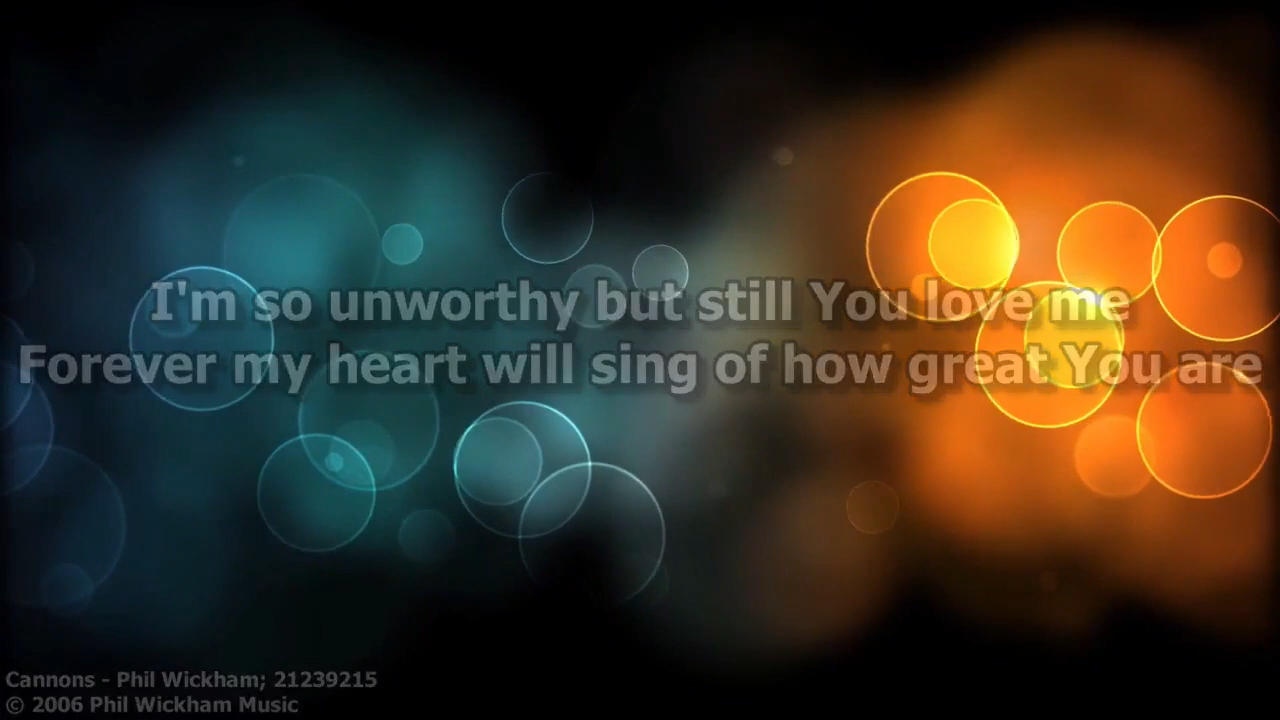 I'm so unworthy but still You love me
Forever my heart will sing of how great You are
Cannons - Phil Wickham; 21239215
© 2006 Phil Wickham Music